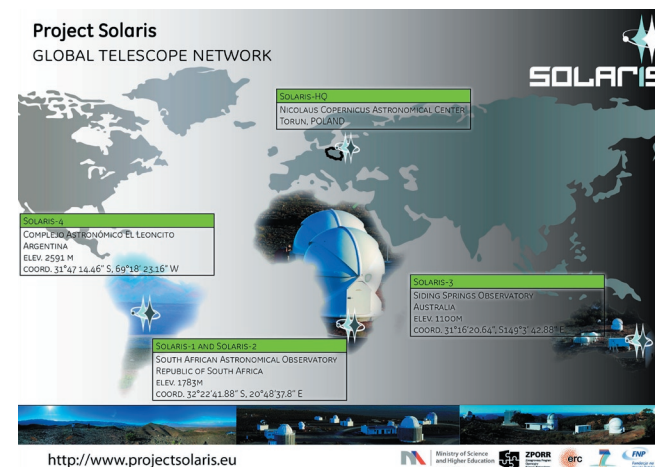 Project Solaris
GLOBAL TELESCOPE NETWORK
SOLARIS
SOLARIS-HQ
NICOLAUS COPERNICUS ASTRONOMICAL CENTER
TORUN, POLAND
SOLARIS-4
COMPLEJO ASTRONÓMICO EL LEONCITO
ARGENTINA
ELEV. 2591 M
COORD. 31°47 14.46" S, 69°18' 23.16" W
SOLARIS-3
SIDING SPRINGS OBSERVATORY
AUSTRALIA
ELEV. 1100M
COORD. 31°16'20.64", S149°3' 42.88" E
SOLARIS-1 AND SOLARIS-2
SOUTH AFRICAN ASTRONOMICAL OBSERVATORY
REPUBLIC OF SOUTH AFRICA
ELEV. 1783M
COORD. 32°22'41.88" S, 20°48'37.8" E
http://www.projectsolaris.eu
Ministry of Science
and Higher Education
ZPORR
erc
7
FNP